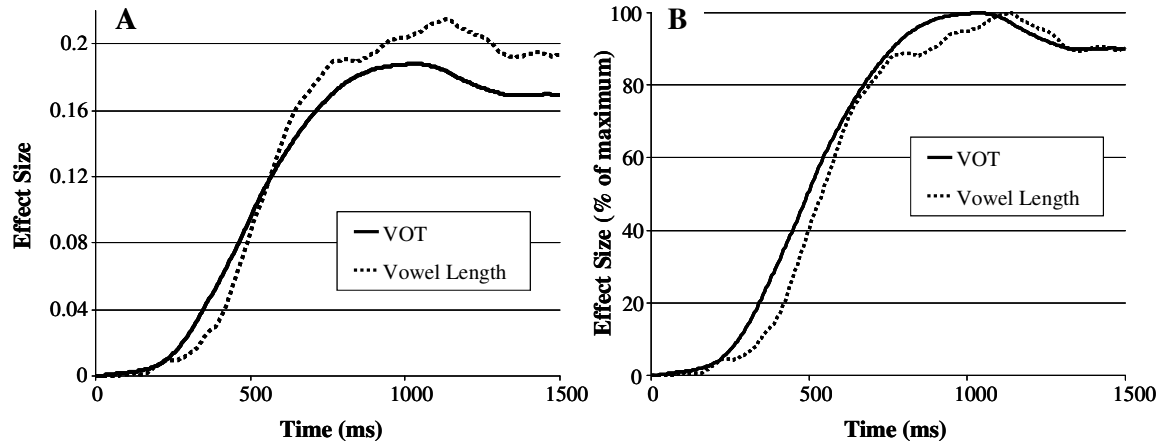 A
Effect Size
0.2
0.16
0.12
0.08
0.04
0
VOT
Vowel Length
0
500
1000
1500
Time (ms)
B
Effect Size (% of maximum)
100
80
60
40
20
0
VOT
Vowel Length
0
500
1000
1500
Time (ms)